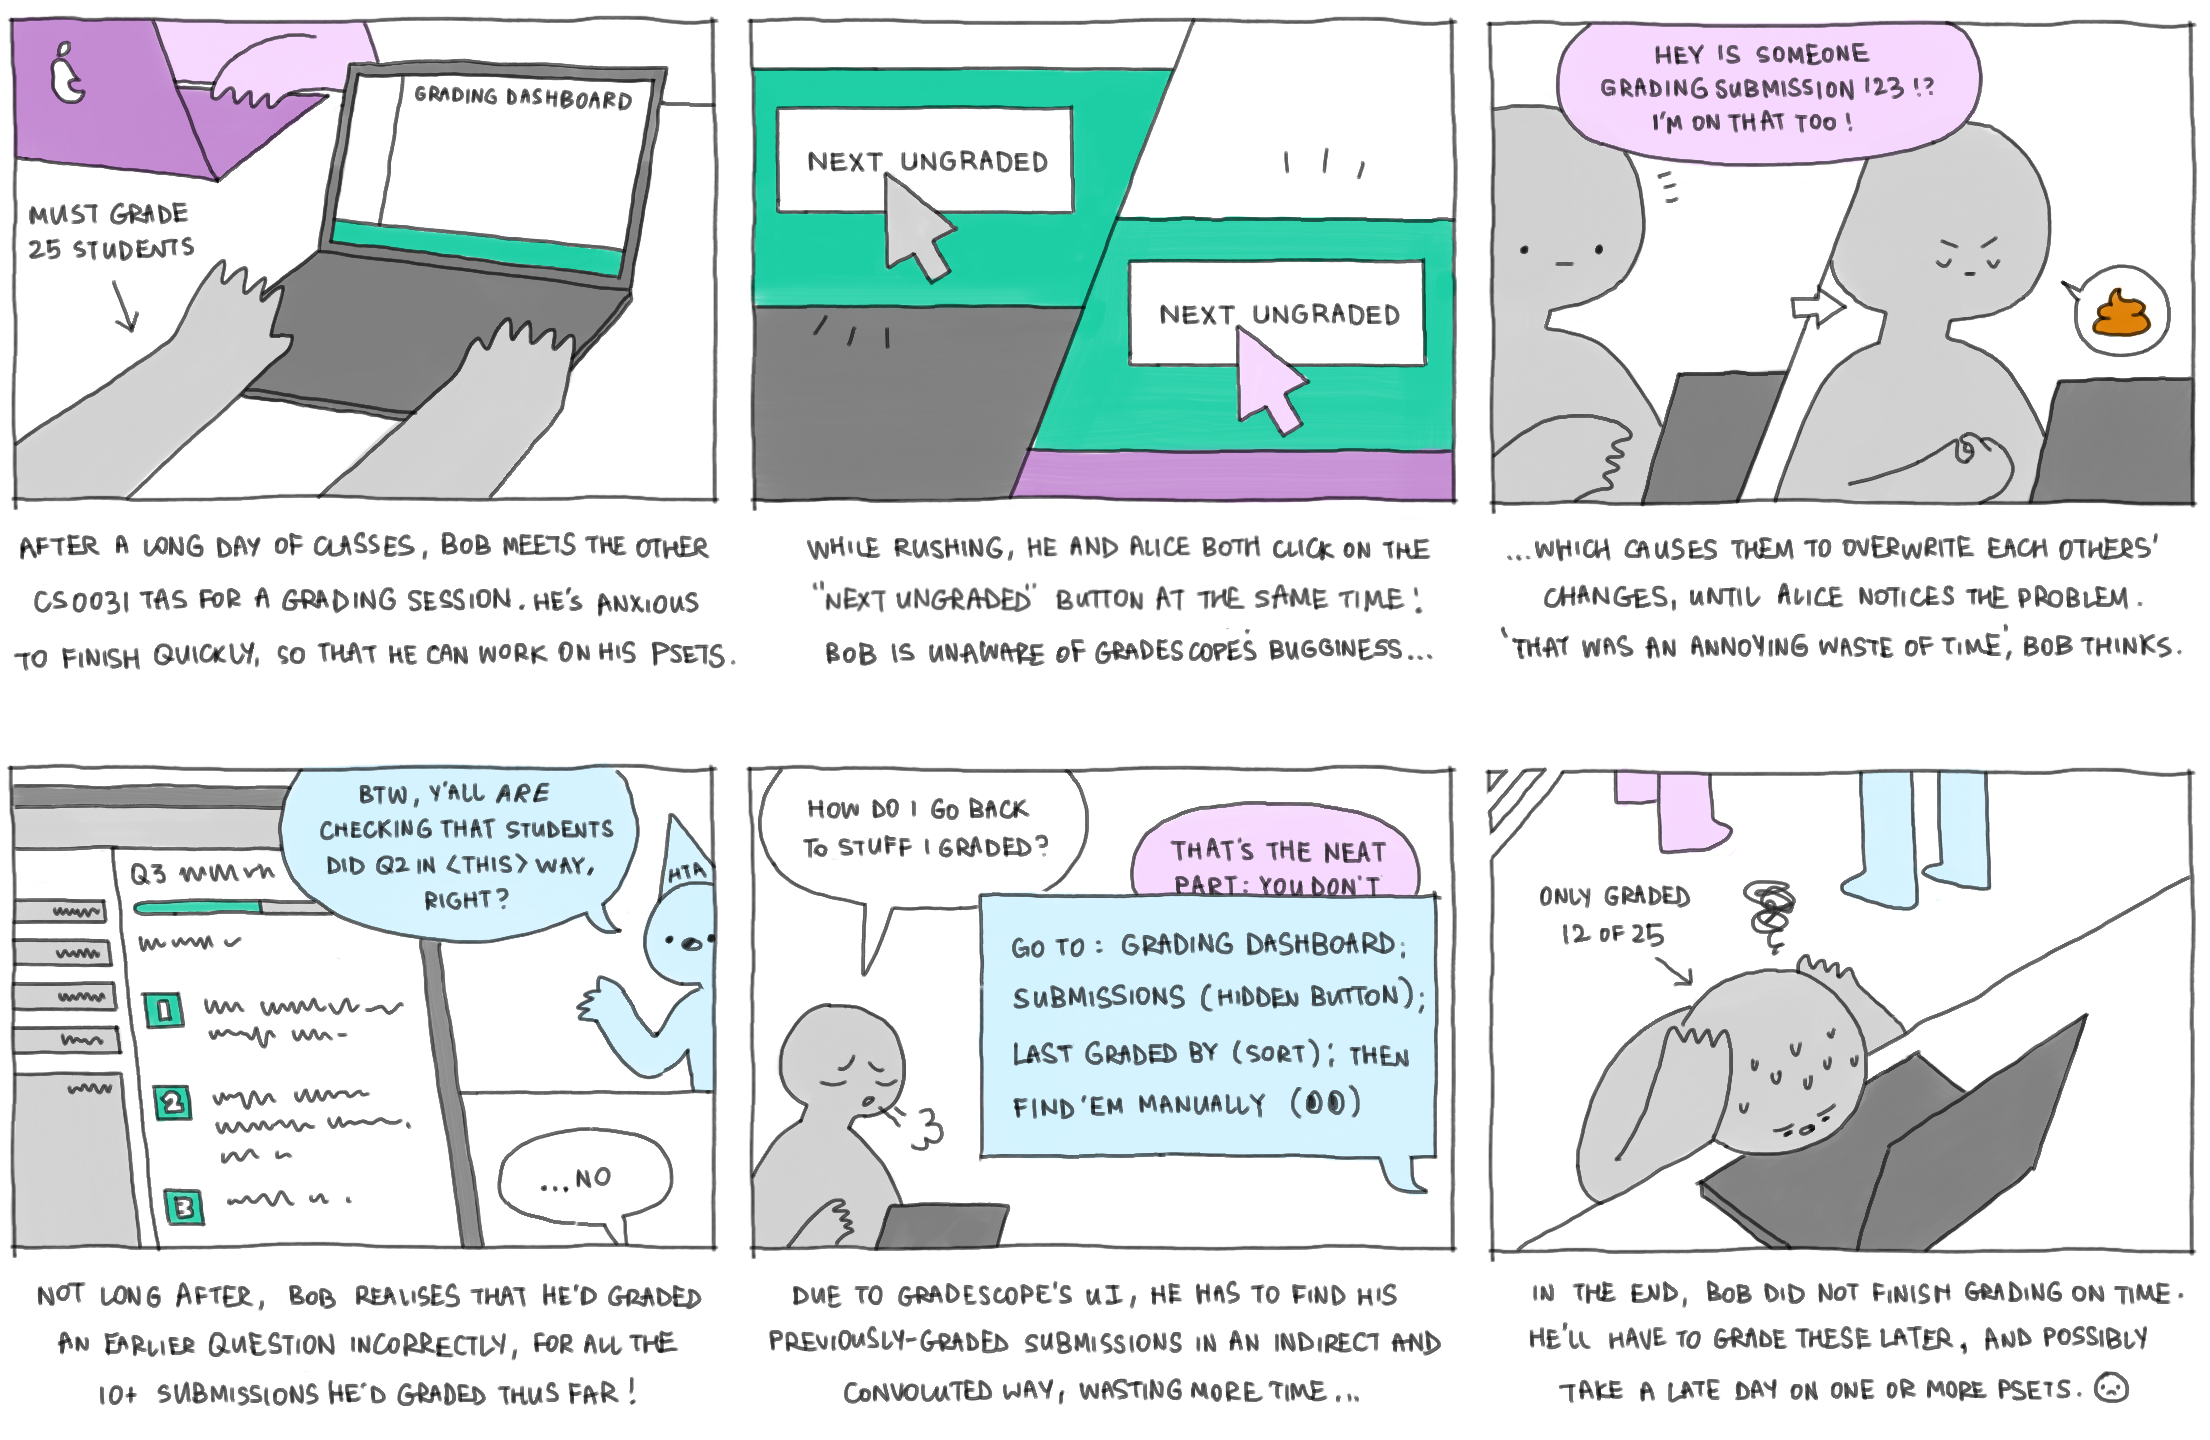 GRADING DASHBOARD
MUST GRADE
25 STUDENTS
AFTER A LONG DAY OF CLASSES, BOB MEETS THE OTHER
CS0031 TAS FOR A GRADING SESSION. HE'S ANXIOUS
TO FINISH QUICKLY, SO THAT HE CAN WORK ON HIS PSETS.
NEXT UNGRADED
NEXT UNGRADED
WHILE RUSHING, HE AND ALICE BOTH CLICK ON THE
"NEXT UNGRADED" BUTTON AT THE SAME TIME!
BOB IS UNAWARE OF GRADESCOPE'S BUGGINESS...
HEY IS SOMEONE
GRADING SUBMISSION 123!?
I'M ON THAT TOO!
...WHICH CAUSES THEM TO OVERWRITE EACH OTHERS'
CHANGES, UNTIL ALICE NOTICES THE PROBLEM.
'THAT WAS AN ANNOYING WASTE OF TIME', BOB THINKS.
BTW, Y'ALL ARE
CHECKING THAT STUDENTS
DID Q2 IN <THIS> WAY,
RIGHT?
HTA
Q3
1
2
3
...NO
NOT LONG AFTER, BOB REALISES THAT HE'D GRADED
AN EARLIER QUESTION INCORRECTLY, FOR ALL THE
10+ SUBMISSIONS HE'D GRADED THUS FAR!
HOW DO I GO BACK
TO STUFF I GRADED?
THAT'S THE NEAT
PART: YOU DON'T
GO TO: GRADING DASHBOARD;
SUBMISSIONS (HIDDEN BUTTON);
LAST GRADED BY (SORT); THEN
FIND 'EM MANUALLY (👀)
DUE TO GRADESCOPE'S UI, HE HAS TO FIND HIS
PREVIOUSLY-GRADED SUBMISSIONS IN AN INDIRECT AND
CONVOLUTED WAY, WASTING MORE TIME...
ONLY GRADED
12 OF 25
IN THE END, BOB DID NOT FINISH GRADING ON TIME.
HE'LL HAVE TO GRADE THESE LATER, AND POSSIBLY
TAKE A LATE DAY ON ONE OR MORE PSETS. ☹